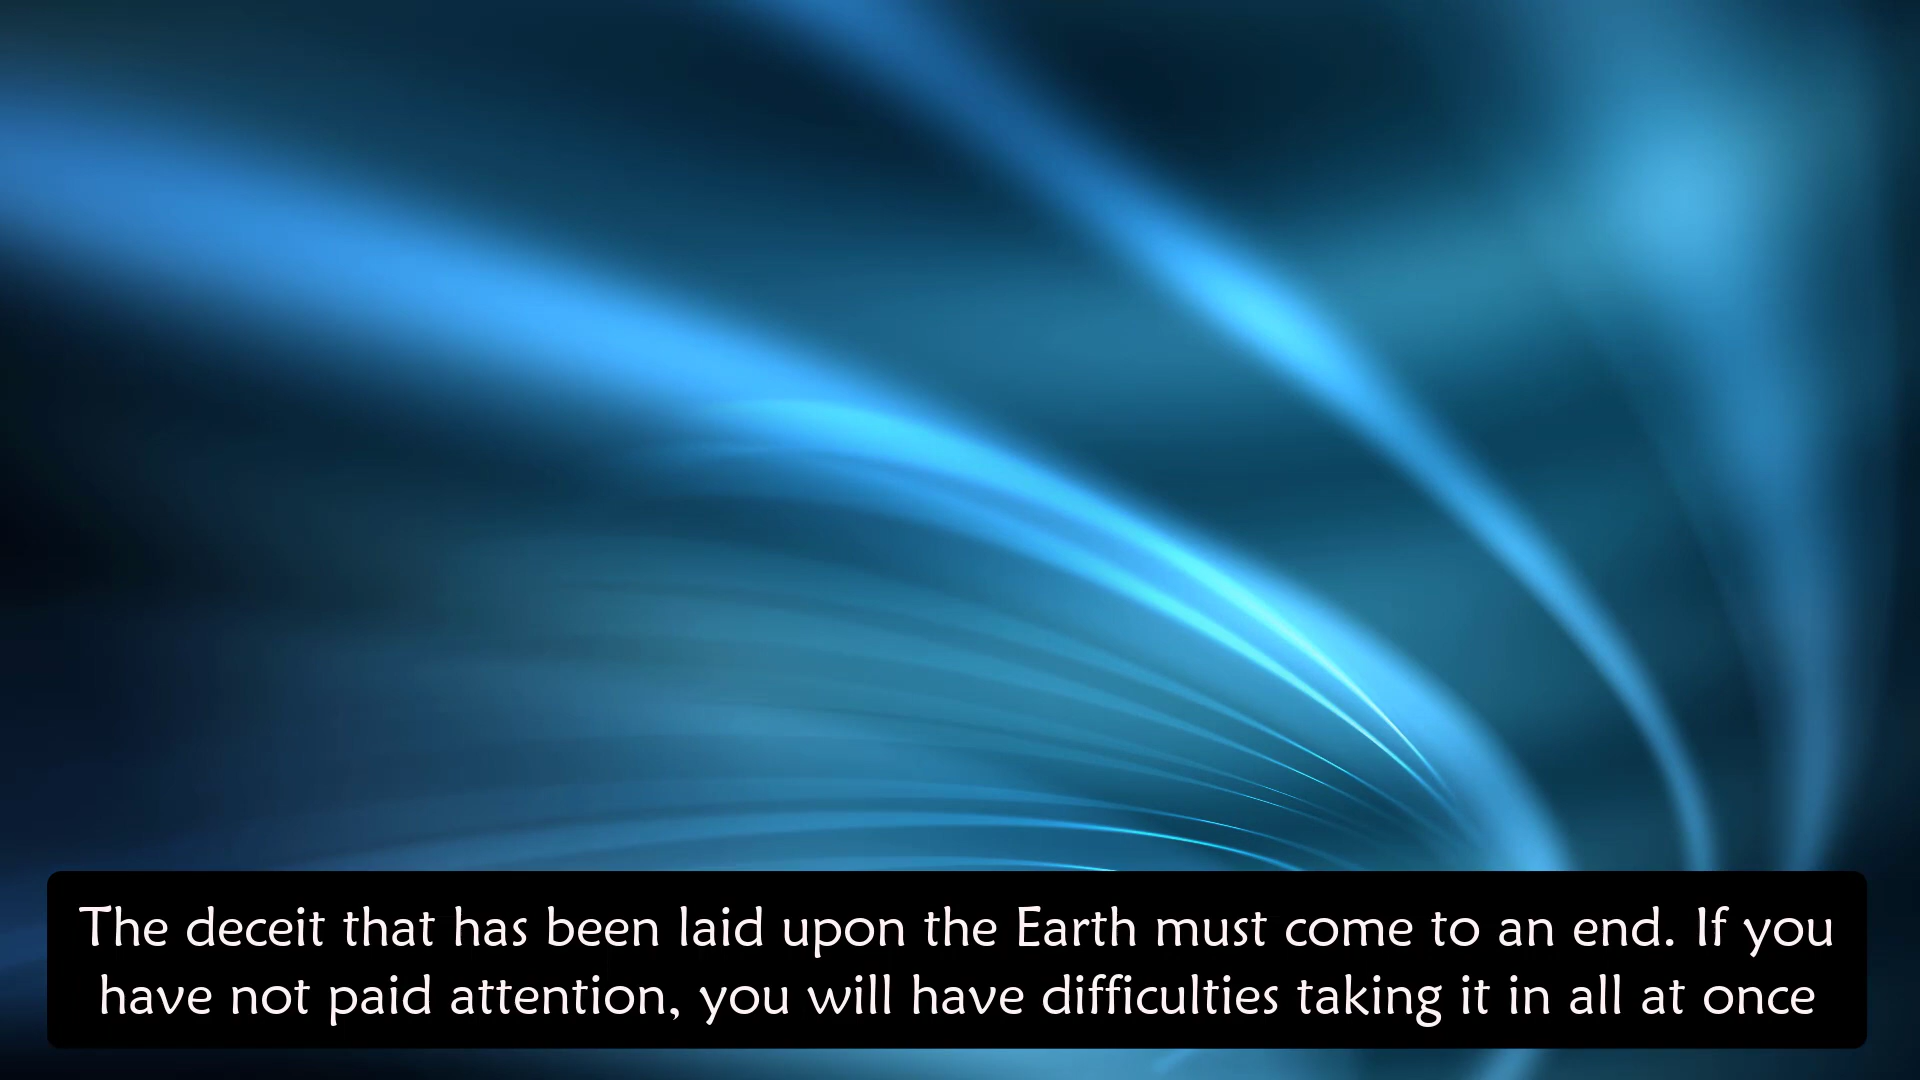 The deceit that has been laid upon the Earth must come to an end. If you
have not paid attention, you will have difficulties taking it in all at once